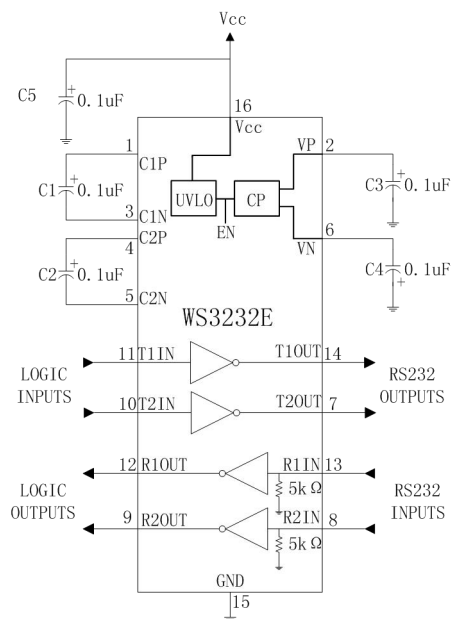 Vcc
C5
+
0.1uF
16
Vcc
1
C1P
VP
2
C1
+
0.1uF
UVLO
CP
C3
+
0.1uF
3
C1N
EN
C2P
4
VN
6
C2
+
0.1uF
C4
0.1uF
+
5
C2N
WS3232E
LOGIC
INPUTS
11
T1IN
T1OUT
14
10
T2IN
T2OUT
7
RS232
OUTPUTS
LOGIC
OUTPUTS
12
R1OUT
R1IN
13
5kΩ
9
R2OUT
R2IN
8
5kΩ
RS232
INPUTS
GND
15